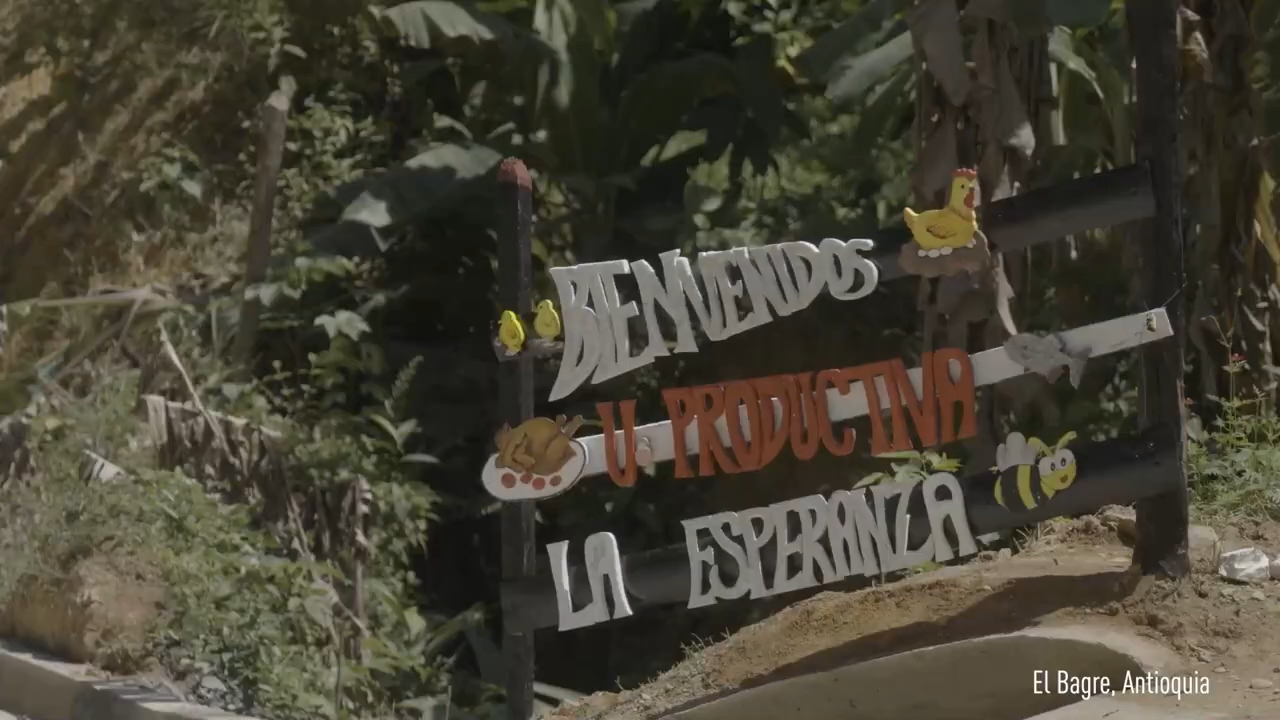 BIENVENIDOS
U. PRODUCTIVA
LA ESPERANZA
El Bagre, Antioquia